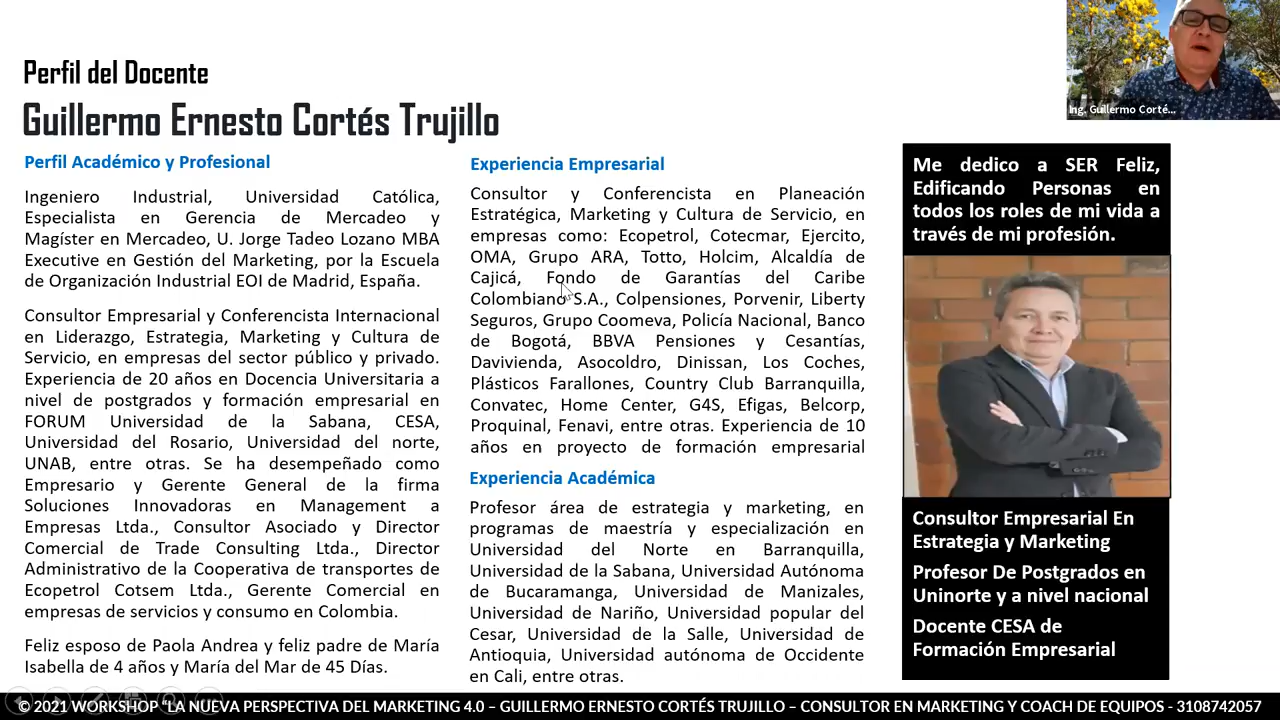 Perfil del Docente
Guillermo Ernesto Cortés Trujillo
Perfil Académico y Profesional
Ingeniero Industrial, Universidad Católica,
Especialista en Gerencia de Mercadeo y
Magíster en Mercadeo, U. Jorge Tadeo Lozano MBA
Executive en Gestión del Marketing, por la Escuela
de Organización Industrial EOI de Madrid, España.
Consultor Empresarial y Conferencista Internacional
en Liderazgo, Estrategia, Marketing y Cultura de
Servicio, en empresas del sector público y privado.
Experiencia de 20 años en Docencia Universitaria a
nivel de postgrados y formación empresarial en
FORUM Universidad de la Sabana, CESA,
Universidad del Rosario, Universidad del norte,
UNAB, entre otras. Se ha desempeñado como
Empresario y Gerente General de la firma
Soluciones Innovadoras en Management a
Empresas Ltda., Consultor Asociado y Director
Comercial de Trade Consulting Ltda., Director
Administrativo de la Cooperativa de transportes de
Ecopetrol Cotsem Ltda., Gerente Comercial en
empresas de servicios y consumo en Colombia.
Feliz esposo de Paola Andrea y feliz padre de María
Isabella de 4 años y María del Mar de 45 Días.
Experiencia Empresarial
Consultor y Conferencista en Planeación
Estratégica, Marketing y Cultura de Servicio, en
empresas como: Ecopetrol, Cotecmar, Ejercito,
OMA, Grupo ARA, Totto, Holcim, Alcaldía de
Cajicá, Fondo de Garantías del Caribe
Colombiano S.A., Colpensiones, Porvenir, Liberty
Seguros, Grupo Coomeva, Policía Nacional, Banco
de Bogotá, BBVA Pensiones y Cesantías,
Davivienda, Asocoldro, Dinissan, Los Coches,
Plásticos Farallones, Country Club Barranquilla,
Convatec, Home Center, G4S, Efigas, Belcorp,
Proquinal, Fenavi, entre otras. Experiencia de 10
años en proyecto de formación empresarial
Experiencia Académica
Profesor área de estrategia y marketing, en
programas de maestría y especialización en
Universidad del Norte en Barranquilla,
Universidad de la Sabana, Universidad Autónoma
de Bucaramanga, Universidad de Manizales,
Universidad de Nariño, Universidad popular del
Cesar, Universidad de la Salle, Universidad de
Antioquia, Universidad autónoma de Occidente
en Cali, entre otras.
Ing. Guillermo Corté...
Me dedico a SER Feliz,
Edificando Personas en
todos los roles de mi vida a
través de mi profesión.
Consultor Empresarial En
Estrategia y Marketing
Profesor De Postgrados en
Uninorte y a nivel nacional
Docente CESA de
Formación Empresarial
© 2021 WORKSHOP “LA NUEVA PERSPECTIVA DEL MARKETING 4.0 – GUILLERMO ERNESTO CORTÉS TRUJILLO – CONSULTOR EN MARKETING Y COACH DE EQUIPOS - 3108742057